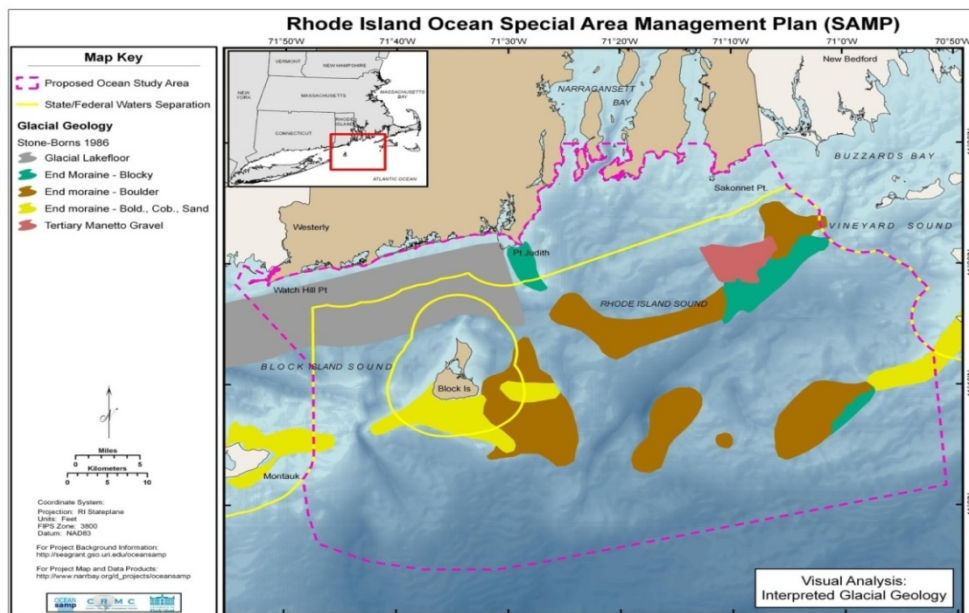 Rhode Island Ocean Special Area Management Plan (SAMP)
71°50'W 71°40'W 71°30'W 71°20'W 71°10'W 71°0'W 70°50'W
Map Key
Proposed Ocean Study Area
State/Federal Waters Separation
Glacial Geology
Stone-Borns 1986
Glacial Lakefloor
End Moraine - Blocky
End moraine - Boulder
End moraine - Bold., Cob., Sand
Tertiary Manetto Gravel
N
Miles
0 5
Kilometers
0 5 10
Coordinate System:
Projection: RI Stateplane
Units: Feet
FIPS Zone: 3800
Datum: NAD83
For Project Background Information:
http://seagrant.gso.uri.edu/oceansamp
For Project Map and Data Products:
http://www.narrbay.org/d_projects/oceansamp
OCEAN
samp
CRMC
VERMONT
NEW HAMPSHIRE
NEW YORK
MASSACHUSETTS
MASSACHUSETTS BAY
CONNECTICUT
RHODE ISLAND
ATLANTIC OCEAN
New Bedford
NARRAGANSETT
BAY
BUZZARDS BAY
Sakonnet Pt.
VINEYARD SOUND
Westerly
Pt Judith
Watch Hill Pt
RHODE ISLAND SOUND
BLOCK ISLAND SOUND
Block Is
Montauk
Visual Analysis:
Interpreted Glacial Geology